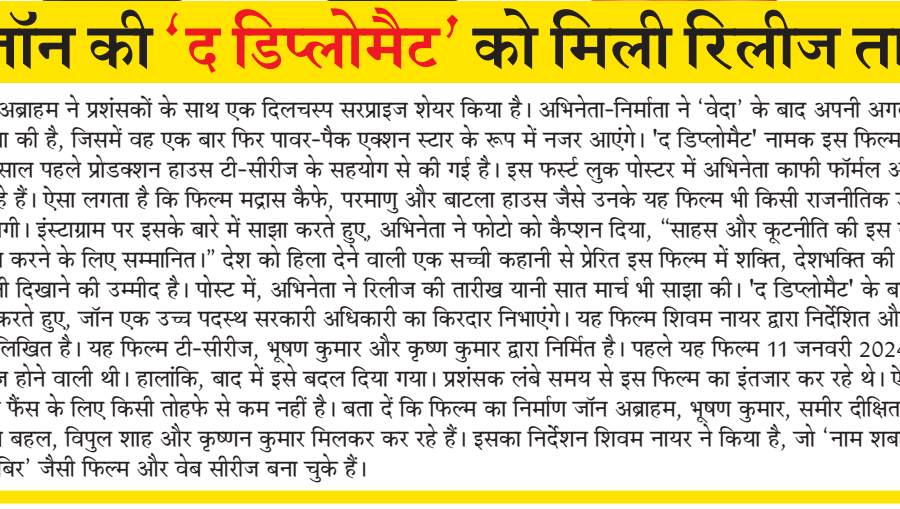 जॉन की ‘द डिप्लोमैट’ को मिली रिलीज
अब्राहम ने प्रशंसकों के साथ एक दिलचस्प सरप्राइज शेयर किया है। अभिनेता-निर्माता ने ‘वेदा’ के बाद अपनी
की है, जिसमें वह एक बार फिर पावर-पैक एक्शन स्टार के रूप में नजर आएंगे। 'द डिप्लोमैट' नामक इस फिल्म
साल पहले प्रोडक्शन हाउस टी-सीरीज के सहयोग से की गई है। इस फर्स्ट लुक पोस्टर में अभिनेता काफी फॉर्मल
हैं। ऐसा लगता है कि फिल्म मद्रास कैफे, परमाणु और बाटला हाउस जैसे उनके यह फिल्म भी किसी राजनीतिक
इंस्टाग्राम पर इसके बारे में साझा करते हुए, अभिनेता ने फोटो को कैप्शन दिया, “साहस और कूटनीति की इस
करने के लिए सम्मानित।” देश को हिला देने वाली एक सच्ची कहानी से प्रेरित इस फिल्म में शक्ति, देशभक्ति की
दिखाने की उम्मीद है। पोस्ट में, अभिनेता ने रिलीज की तारीख यानी सात मार्च भी साझा की। 'द डिप्लोमैट' के
करते हुए, जॉन एक उच्च पदस्थ सरकारी अधिकारी का किरदार निभाएंगे। यह फिल्म शिवम नायर द्वारा निर्देशित
लिखित है। यह फिल्म टी-सीरीज, भूषण कुमार और कृष्ण कुमार द्वारा निर्मित है। पहले यह फिल्म 11 जनवरी 2024
होने वाली थी। हालांकि, बाद में इसे बदल दिया गया। प्रशंसक लंबे समय से इस फिल्म का इंतजार कर रहे थे।
फैंस के लिए किसी तोहफे से कम नहीं है। बता दें कि फिल्म का निर्माण जॉन अब्राहम, भूषण कुमार, समीर दीक्षित
बहल, विपुल शाह और कृष्णन कुमार मिलकर कर रहे हैं। इसका निर्देशन शिवम नायर ने किया है, जो ‘नाम
जैसी फिल्म और वेब सीरीज बना चुके हैं।